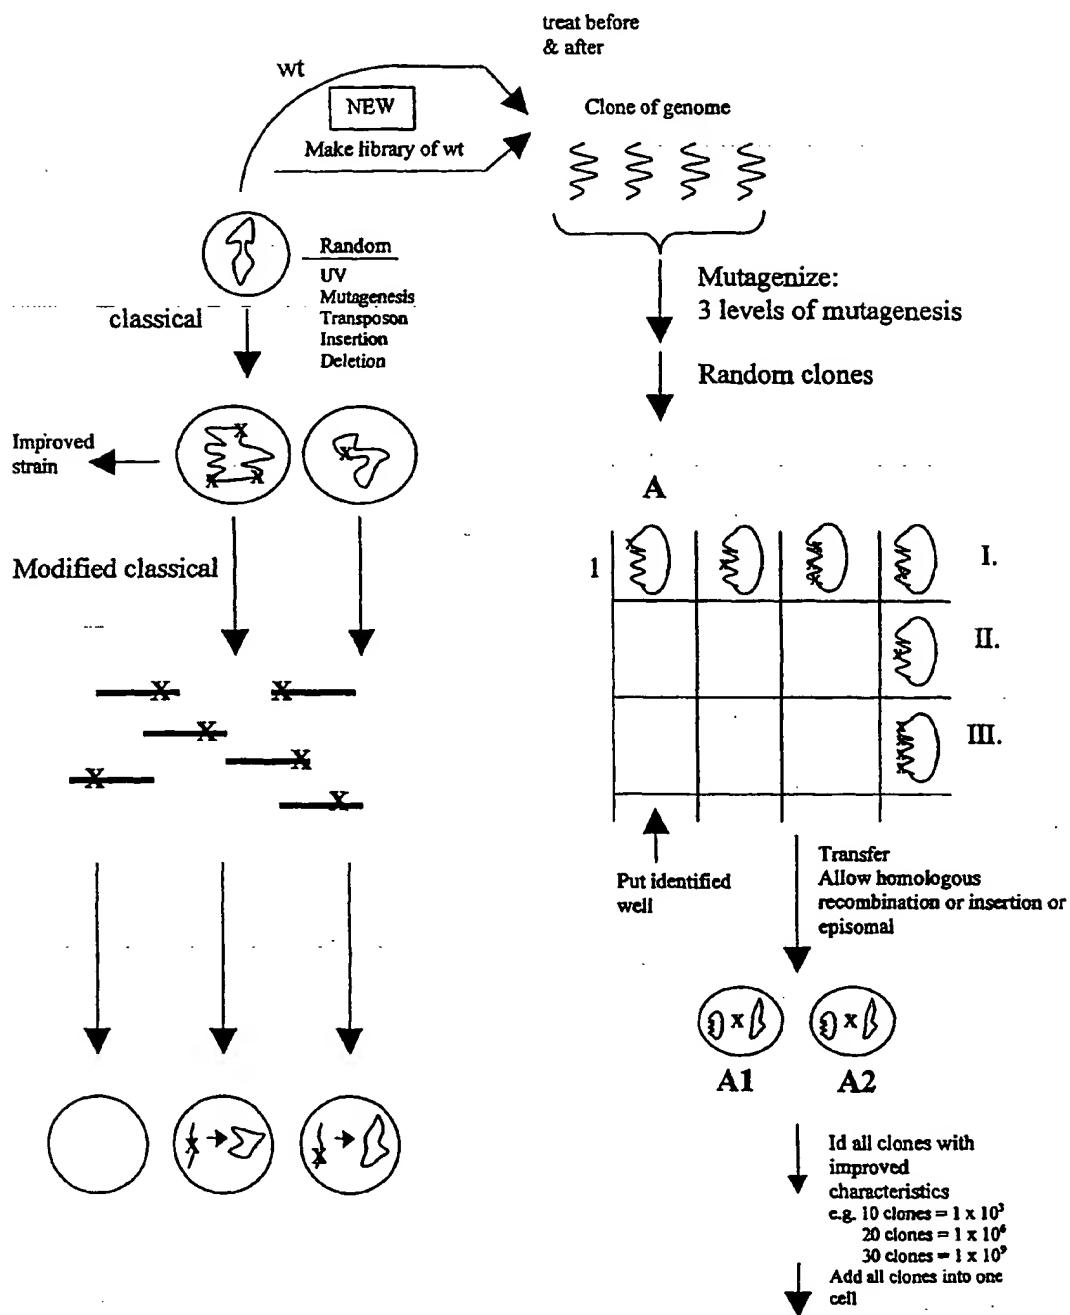 treat before
& after
wt
NEW
Make library of wt
Clone of genome
Random
UV
Mutagenesis
Transposon
Insertion
Deletion
classical
Mutagenize:
3 levels of mutagenesis
Random clones
Improved
strain
A
Modified classical
1
I.
II.
III.
X
X
X
X
X
X
Put identified
well
Transfer
Allow homologous
recombination or insertion or
episomal
x
x
A1
A2
Id all clones with
improved
characteristics
e.g. 10 clones = 1 x 10³
20 clones = 1 x 10⁶
30 clones = 1 x 10⁹
Add all clones into one
cell